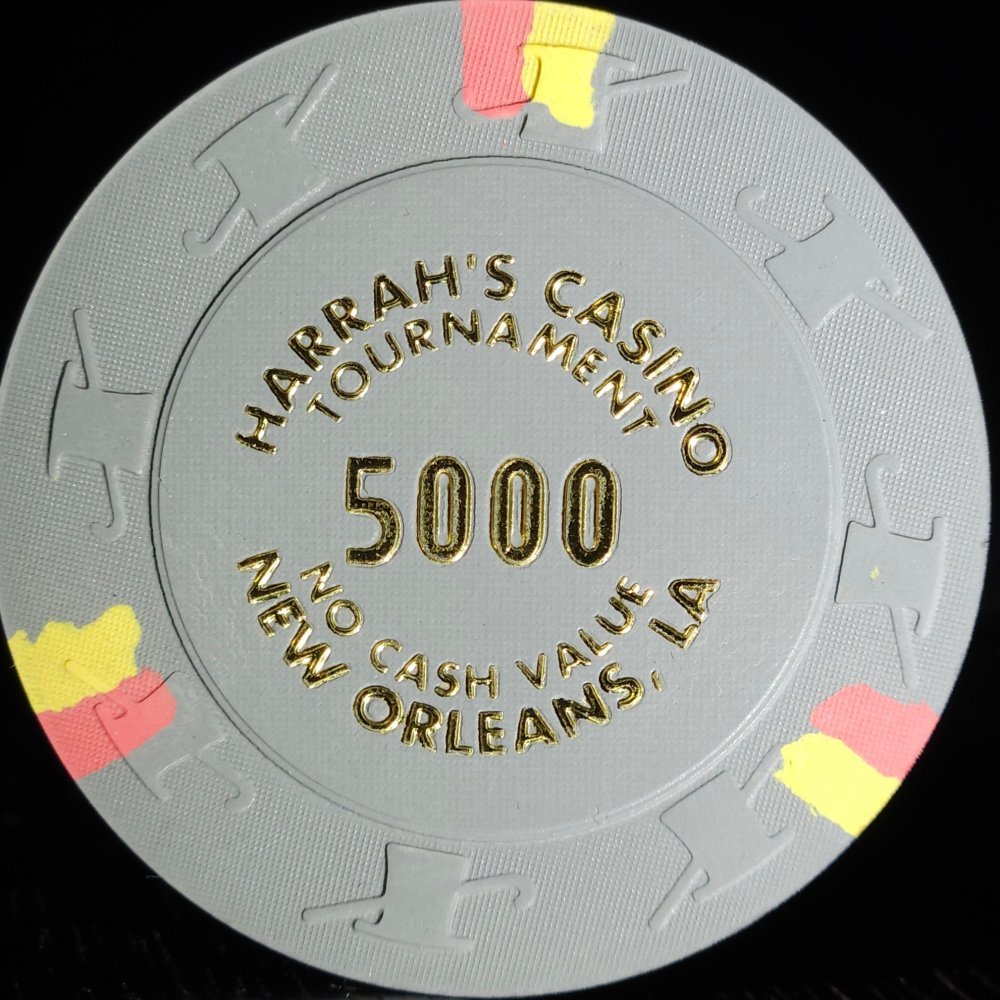 HARRAH'S CASINO
TOURNAMENT
5000
NO CASH VALUE
NEW ORLEANS, LA